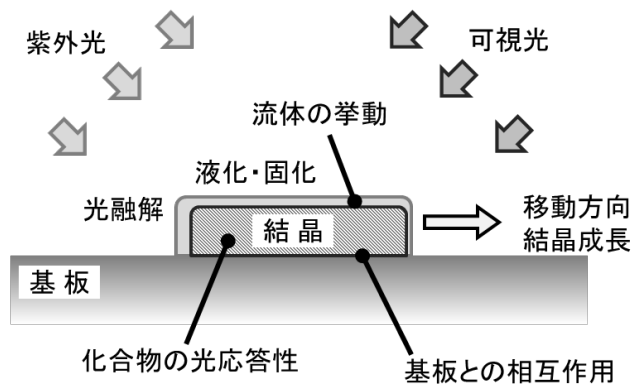 紫外光
可視光
流体の挙動
液化・固化
光融解
結晶
移動方向
結晶成長
基板
化合物の光応答性
基板との相互作用